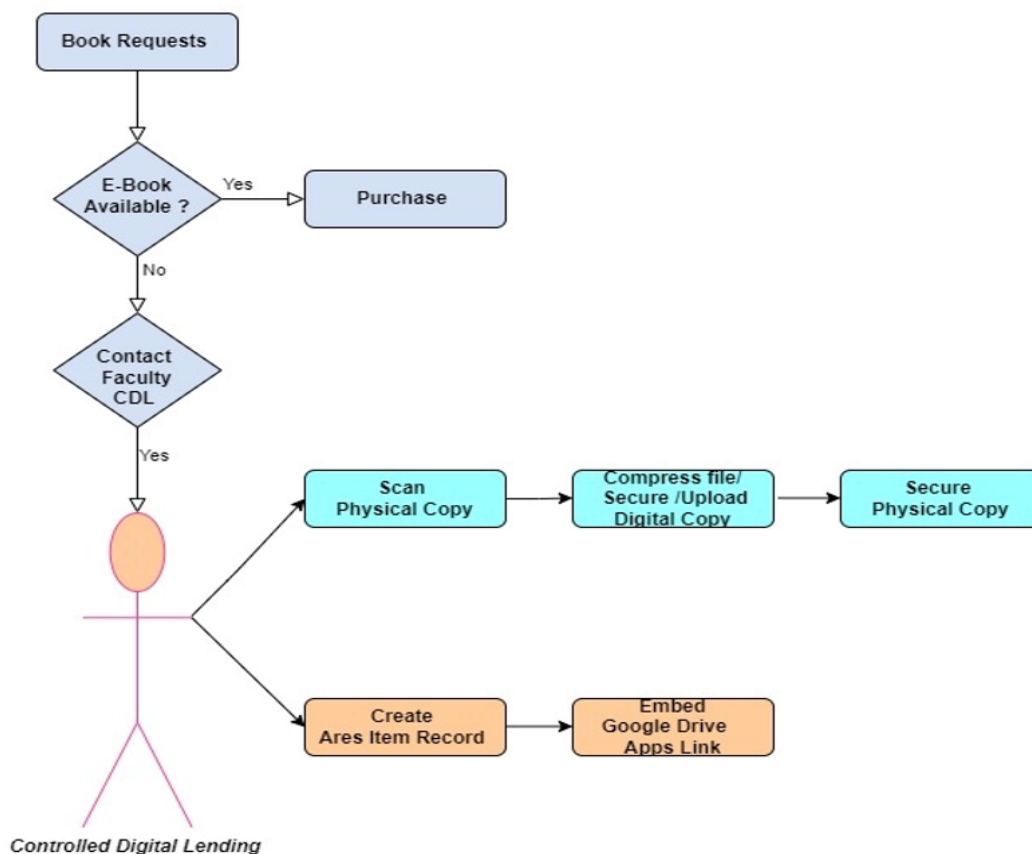 Book Requests
E-Book
Available ?
Yes
Purchase
No
Contact
Faculty
CDL
Yes
Scan
Physical Copy
Compress file/
Secure /Upload
Digital Copy
Secure
Physical Copy
Create
Ares Item Record
Embed
Google Drive
Apps Link
Controlled Digital Lending